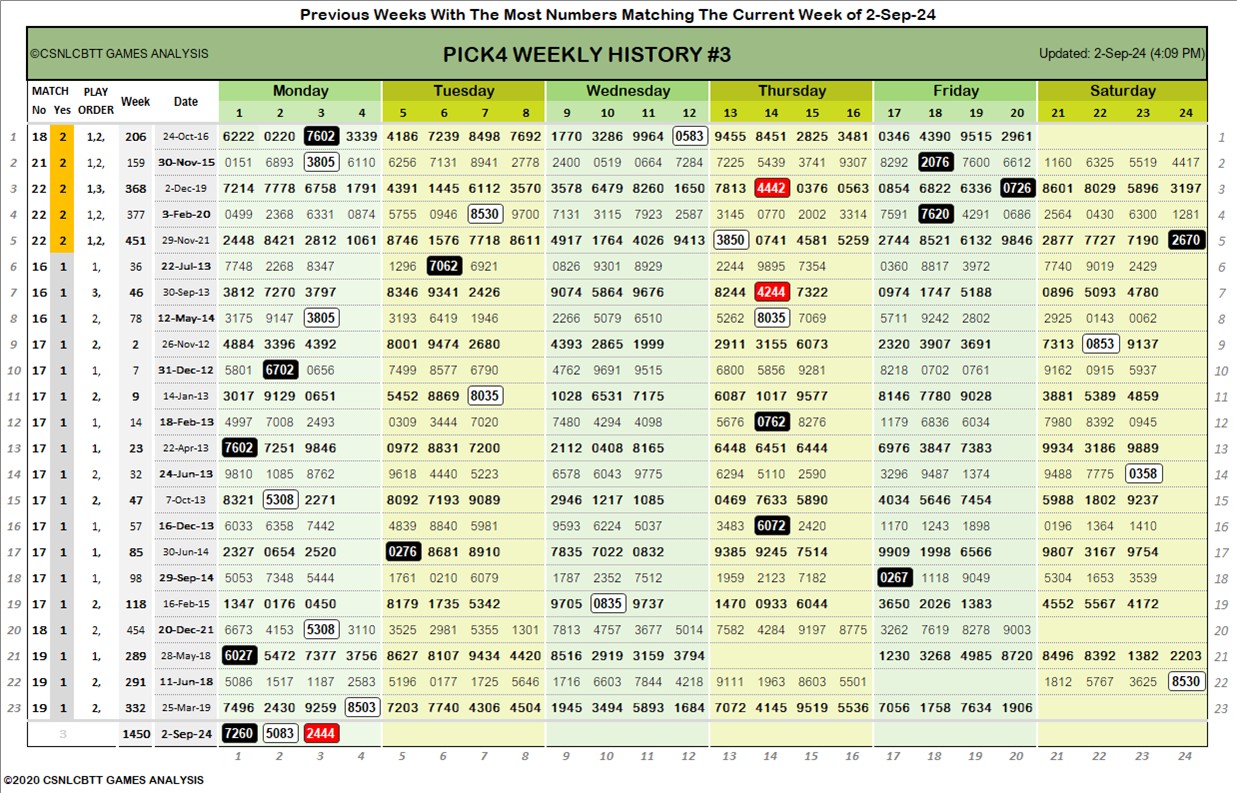 Previous Weeks With The Most Numbers Matching The Current Week of 2-Sep-24
©CSNLCBTT GAMES ANALYSIS PICK4 WEEKLY HISTORY #3 Updated: 2-Sep-24 (4:09 PM)
MATCH PLAY Week Date Monday Tuesday Wednesday Thursday Friday Saturday
No Yes ORDER 1 2 3 4 5 6 7 8 9 10 11 12 13 14 15 16 17 18 19 20 21 22 23 24
1 18 2 1,2, 206 24-Oct-16 6222 0220 7602 3339 4186 7239 8498 7692 1770 3286 9964 0583 9455 8451 2825 3481 0346 4390 9515 2961 1
2 21 2 1,2, 159 30-Nov-15 0151 6893 3805 6110 6256 7131 8941 2778 2400 0519 0664 7284 7225 5439 3741 9307 8292 2076 7600 6612 1160 6325 5519 4417 2
3 22 2 1,3, 368 2-Dec-19 7214 7778 6758 1791 4391 1445 6112 3570 3578 6479 8260 1650 7813 4442 0376 0563 0854 6822 6336 0726 8601 8029 5896 3197 3
4 22 2 1,2, 377 3-Feb-20 0499 2368 6331 0874 5755 0946 8530 9700 7131 3115 7923 2587 3145 0770 2002 3314 7591 7620 4291 0686 2564 0430 6300 1281 4
5 22 2 1,2, 451 29-Nov-21 2448 8421 2812 1061 8746 1576 7718 8611 4917 1764 4026 9413 3850 0741 4581 5259 2744 8521 6132 9846 2877 7727 7190 2670 5
6 16 1 1, 36 22-Jul-13 7748 2268 8347 1296 7062 6921 0826 9301 8929 2244 9895 7354 0360 8817 3972 7740 9019 2429 6
7 16 1 3, 46 30-Sep-13 3812 7270 3797 8346 9341 2426 9074 5864 9676 8244 4244 7322 0974 1747 5188 0896 5093 4780 7
8 16 1 2, 78 12-May-14 3175 9147 3805 3193 6419 1946 2266 5079 6510 5262 8035 7069 5711 9242 2802 2925 0143 0062 8
9 17 1 2, 2 26-Nov-12 4884 3396 4392 8001 9474 2680 4393 2865 1999 2911 3155 6073 2320 3907 3691 7313 0853 9137 9
10 17 1 1, 7 31-Dec-12 5801 6702 0656 7499 8577 6790 4762 9691 9515 6800 5856 9281 8218 0702 0761 9162 0915 5937 10
11 17 1 2, 9 14-Jan-13 3017 9129 0651 5452 8869 8035 1028 6531 7175 6087 1017 9577 8146 7780 9028 3881 5389 4859 11
12 17 1 1, 14 18-Feb-13 4997 7008 2493 0309 3444 7020 7480 4294 4098 5676 0762 8276 1179 6836 6034 7980 8392 0945 12
13 17 1 1, 23 22-Apr-13 7602 7251 9846 0972 8831 7200 2112 0408 8165 6448 6451 6444 6976 3847 7383 9934 3186 9889 13
14 17 1 2, 32 24-Jun-13 9810 1085 8762 9618 4440 5223 6578 6043 9775 6294 5110 2590 3296 9487 1374 9488 7775 0358 14
15 17 1 2, 47 7-Oct-13 8321 5308 2271 8092 7193 9089 2946 1217 1085 0469 7633 5890 4034 5646 7454 5988 1802 9237 15
16 17 1 1, 57 16-Dec-13 6033 6358 7442 4839 8840 5981 9593 6224 5037 3483 6072 2420 1170 1243 1898 0196 1364 1410 16
17 17 1 1, 85 30-Jun-14 2327 0654 2520 0276 8681 8910 7835 7022 0832 9385 9245 7514 9909 1998 6566 9807 3167 9754 17
18 17 1 1, 98 29-Sep-14 5053 7348 5444 1761 0210 6079 1787 2352 7512 1959 2123 7182 0267 1118 9049 5304 1653 3539 18
19 17 1 2, 118 16-Feb-15 1347 0176 0450 8179 1735 5342 9705 0835 9737 1470 0933 6044 3650 2026 1383 4552 5567 4172 19
20 18 1 2, 454 20-Dec-21 6673 4153 5308 3110 3525 2981 5355 1301 7813 4757 3677 5014 7582 4284 9197 8775 3262 7619 8278 9003 20
21 19 1 1, 289 28-May-18 6027 5472 7377 3756 8627 8107 9434 4420 8516 2919 3159 3794 1230 3268 4985 8720 8496 8392 1382 2203 21
22 19 1 2, 291 11-Jun-18 5086 1517 1187 2583 5196 0177 1725 5646 1716 6603 7844 4218 9111 1963 8603 5501 1812 5767 3625 8530 22
23 19 1 2, 332 25-Mar-19 7496 2430 9259 8503 7203 7740 4306 4504 1945 3494 5893 1684 7072 4145 9519 5536 7056 1758 7634 1906 23
3 1450 2-Sep-24 7260 5083 2444
1 2 3 4 5 6 7 8 9 10 11 12 13 14 15 16 17 18 19 20 21 22 23 24
©2020 CSNLCBTT GAMES ANALYSIS